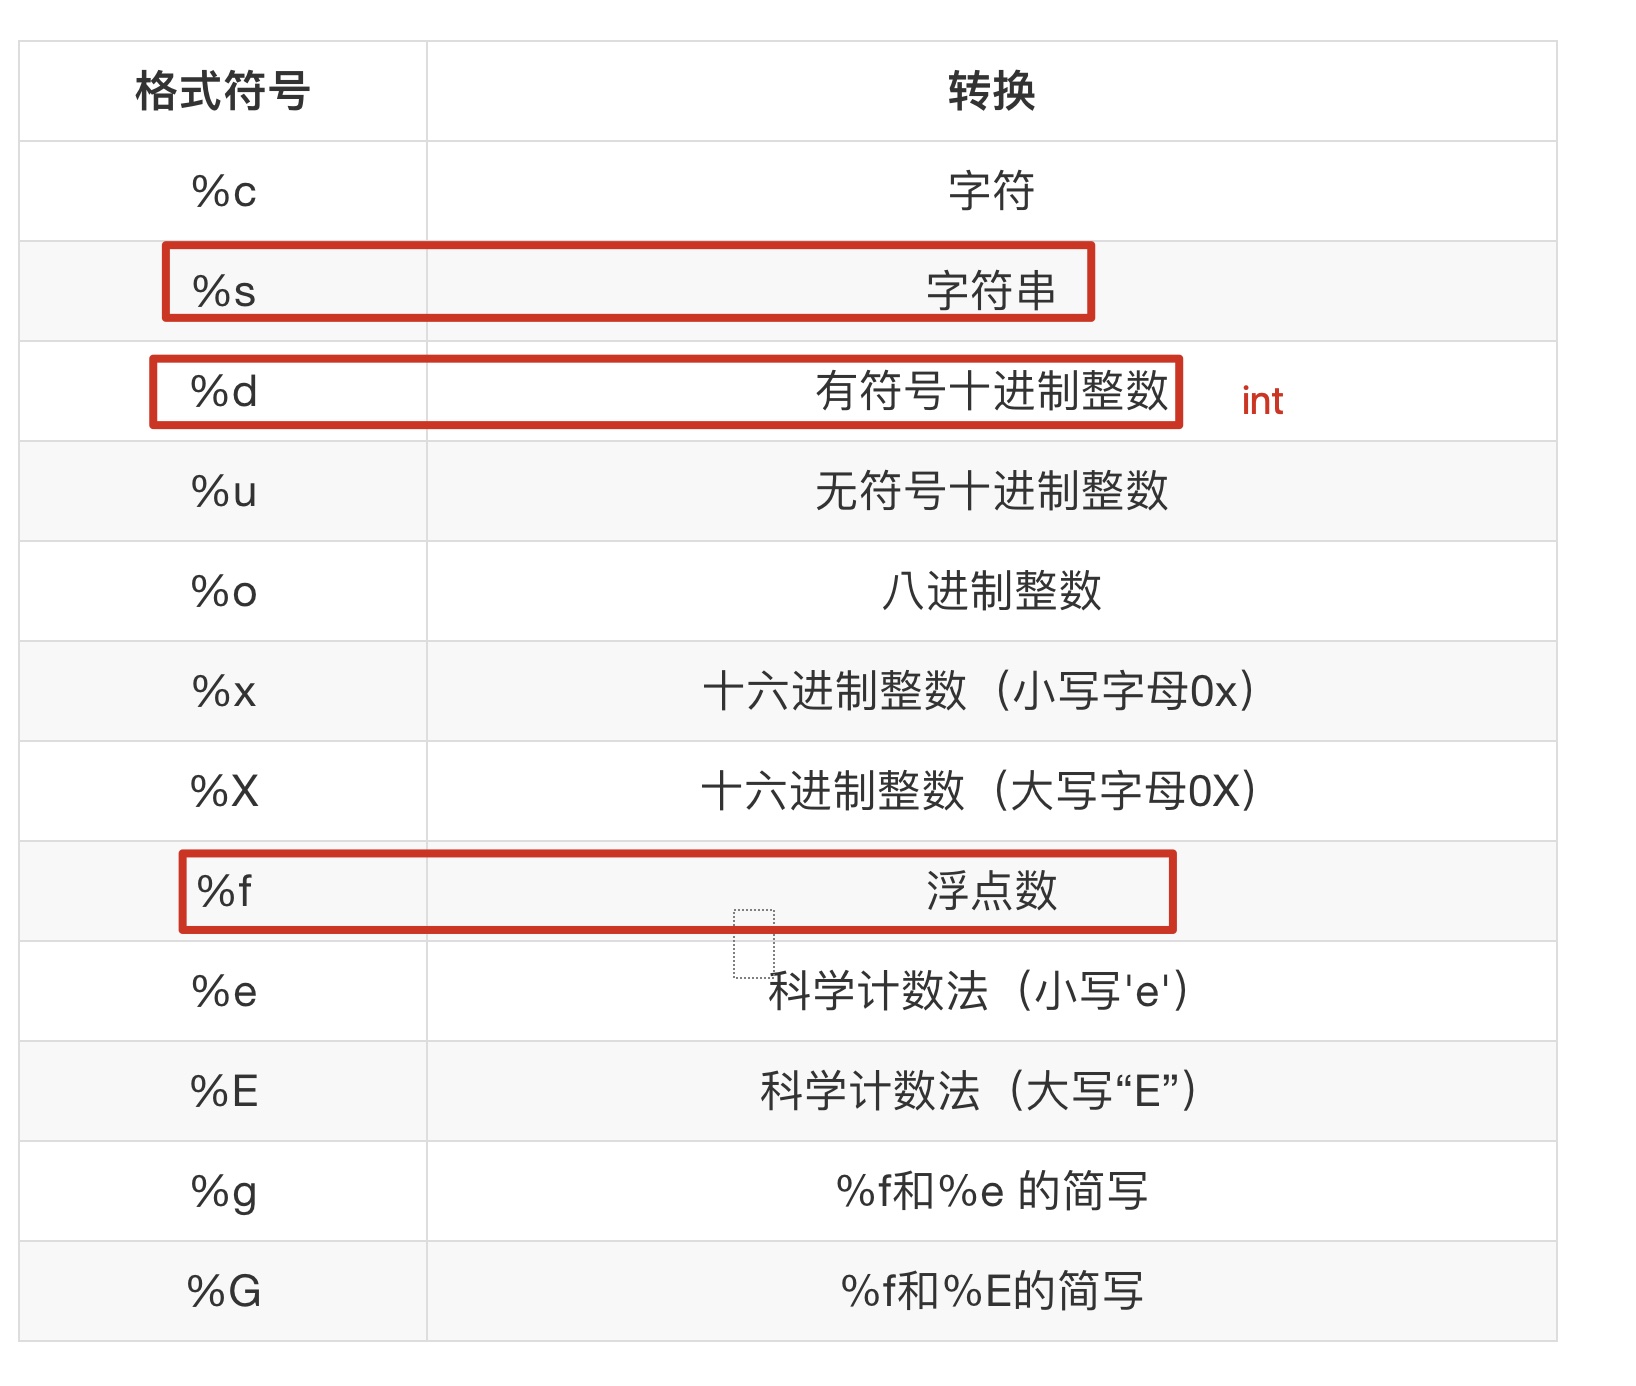 格式符号 转换
%c 字符
%s 字符串
%d 有符号十进制整数 int
%u 无符号十进制整数
%o 八进制整数
%x 十六进制整数（小写字母0x）
%X 十六进制整数（大写字母0X）
%f 浮点数
%e 科学计数法（小写'e'）
%E 科学计数法（大写“E”）
%g %f和%e 的简写
%G %f和%E的简写